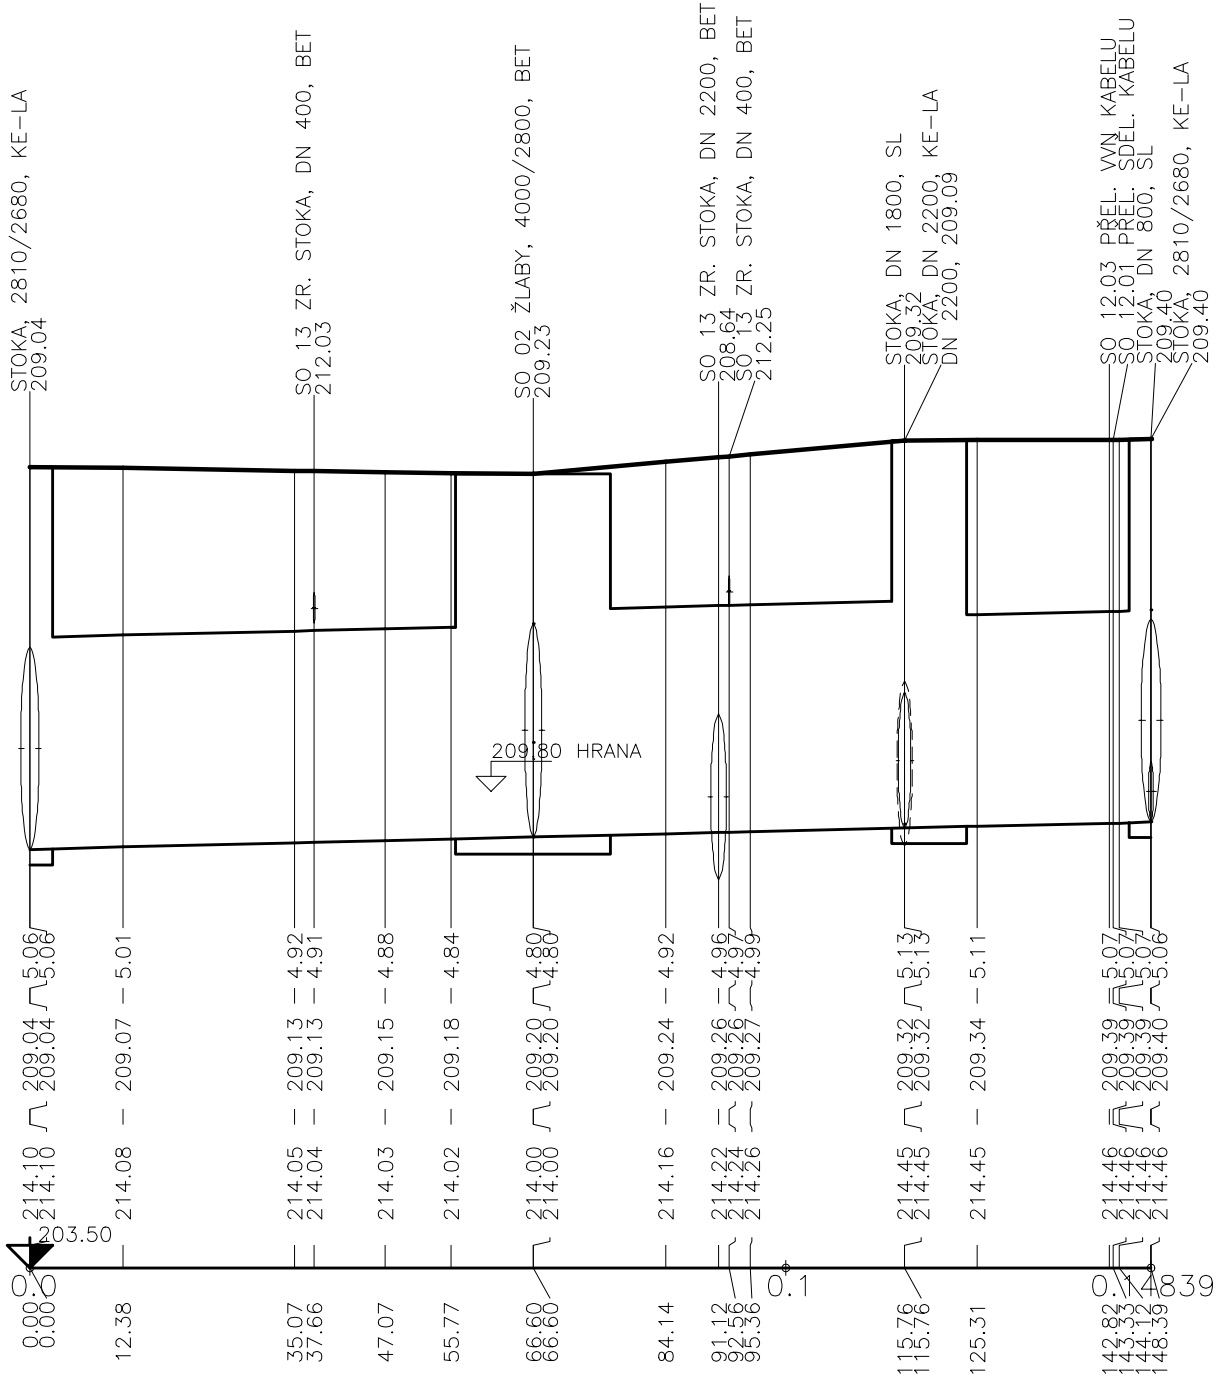 STOKA, 2810/2680, KE-LA
209.04
SO 13 ZR. STOKA, DN 400, BET
212.03
SO 02 ŽLABY, 4000/2800, BET
209.23
SO 13 ZR. STOKA, DN 2200, BET
208.64
SO 13 ZR. STOKA, DN 400, BET
212.25
STOKA, DN 1800, SL
209.32
STOKA, DN 2200, KE-LA
DN 2200, 209.09
SO 12.03 PŘEL. VVN KABELU
SO 12.01 PŘEL. SDĚL. KABELU
STOKA, DN 800, SL
209.40
STOKA, 2810/2680, KE-LA
209.40
209.80 HRANA
214.10 209.04 5.06
214.10 209.04 5.06
214.08 – 209.07 – 5.01
214.05 – 209.13 – 4.92
214.04 – 209.13 – 4.91
214.03 – 209.15 – 4.88
214.02 – 209.18 – 4.84
214.00 209.20 4.80
214.00 209.20 4.80
214.16 – 209.24 – 4.92
214.22 209.26 4.96
214.24 209.26 4.97
214.26 209.27 4.99
214.45 209.32 5.13
214.45 209.32 5.13
214.45 – 209.34 – 5.11
214.46 209.39 5.07
214.46 209.39 5.07
214.46 209.39 5.07
214.46 209.40 5.06
203.50
0.0
0.1
0.14839
0.00
0.00
12.38
35.07
37.66
47.07
55.77
66.60
66.60
84.14
91.12
92.56
95.36
115.76
115.76
125.31
142.82
143.33
144.12
148.39